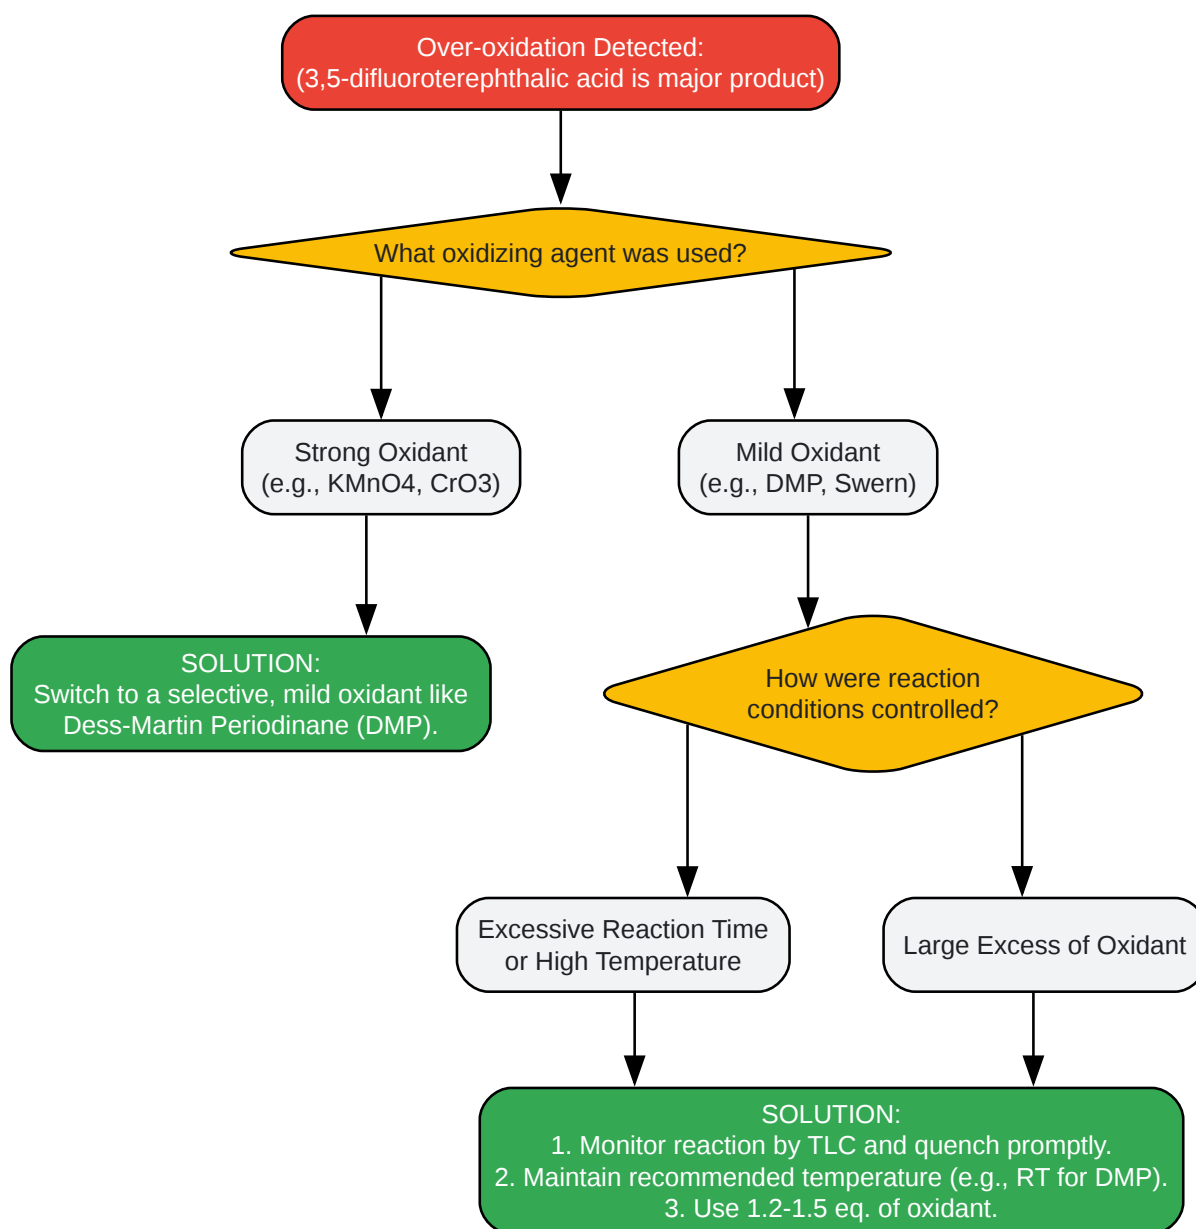 Over-oxidation Detected:
(3,5-difluoroterephthalic acid is major product)
What oxidizing agent was used?
Strong Oxidant
(e.g., KMnO4, CrO3)
Mild Oxidant
(e.g., DMP, Swern)
SOLUTION:
Switch to a selective, mild oxidant like
Dess-Martin Periodinane (DMP).
How were reaction
conditions controlled?
Excessive Reaction Time
or High Temperature
Large Excess of Oxidant
SOLUTION:
1. Monitor reaction by TLC and quench promptly.
2. Maintain recommended temperature (e.g., RT for DMP).
3. Use 1.2-1.5 eq. of oxidant.